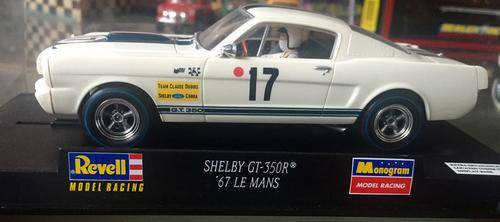 17
TEAM CLAUDE DUBOIS
SHELBY Cobra
G.T. 350
Revell
MODEL RACING
SHELBY GT-350R®
'67 LE MANS
Monogram
MODEL RACING